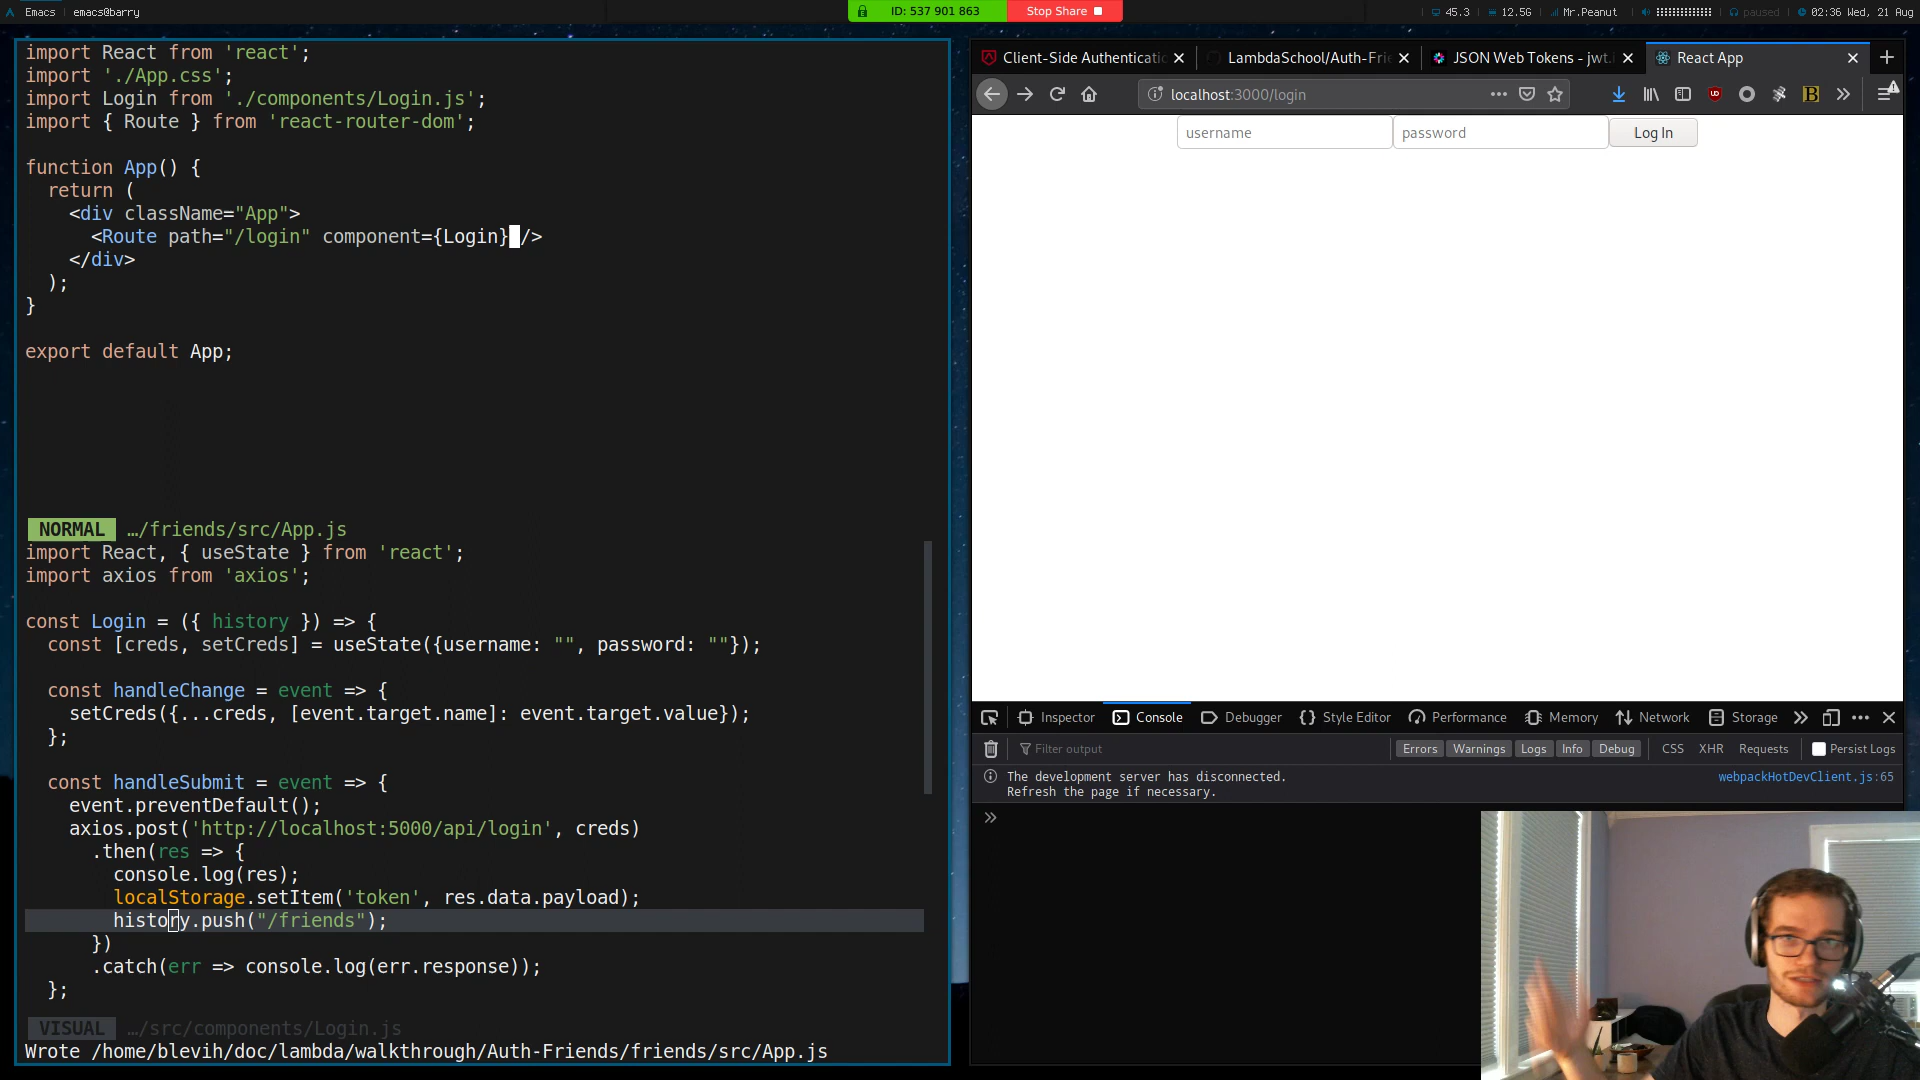 Emacs | emacs@barry
ID: 537 901 863
Stop Share
45.3 | 12.5G | Mr.Peanut | paused | 02:36 Wed, 21 Aug
import React from 'react';
import './App.css';
import Login from './components/Login.js';
import { Route } from 'react-router-dom';
function App() {
return (
<div className="App">
<Route path="/login" component={Login} />
</div>
);
}
export default App;
NORMAL …/friends/src/App.js
import React, { useState } from 'react';
import axios from 'axios';
const Login = ({ history }) => {
const [creds, setCreds] = useState({username: "", password: ""});
const handleChange = event => {
setCreds({...creds, [event.target.name]: event.target.value});
};
const handleSubmit = event => {
event.preventDefault();
axios.post('http://localhost:5000/api/login', creds)
.then(res => {
console.log(res);
localStorage.setItem('token', res.data.payload);
history.push("/friends");
})
.catch(err => console.log(err.response));
};
VISUAL …/src/components/Login.js
Wrote /home/blevih/doc/lambda/walkthrough/Auth-Friends/friends/src/App.js
Client-Side Authenticatio
LambdaSchool/Auth-Frie
JSON Web Tokens - jwt.i
React App
localhost:3000/login
username
password
Log In
Inspector
Console
Debugger
Style Editor
Performance
Memory
Network
Storage
Filter output
Errors
Warnings
Logs
Info
Debug
CSS
XHR
Requests
Persist Logs
The development server has disconnected.
Refresh the page if necessary.
webpackHotDevClient.js:65